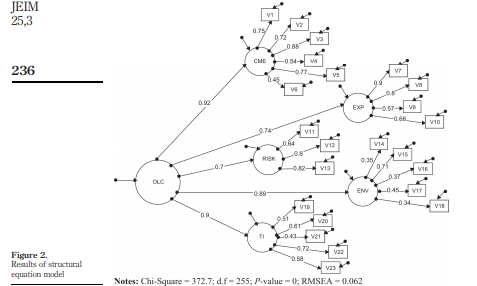 JEIM
25,3
236
V1
0.75
V2
0.72
V3
0.88
CME
0.54
V4
0.77
V5
0.45
V6
0.92
V7
0.9
V8
0.8
EXP
0.57
V9
0.68
V10
0.74
V11
0.64
V12
0.8
RISK
0.82
V13
0.7
V14
0.35
V15
0.71
V16
0.37
OLC
0.89
ENV
0.45
V17
0.34
V18
0.9
V19
0.51
V20
0.61
TI
0.43
V21
0.72
V22
0.58
V23
Figure 2.
Results of structural
equation model
Notes: Chi-Square = 372.7; d.f = 255; P-value = 0; RMSEA = 0.062